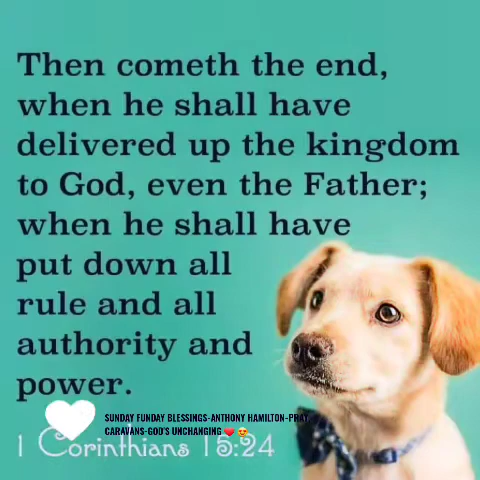 Then cometh the end,
when he shall have
delivered up the kingdom
to God, even the Father;
when he shall have
put down all
rule and all
authority and
power.
SUNDAY FUNDAY BLESSINGS-ANTHONY HAMILTON-PRAY
CARAVANS-GOD'S UNCHANGING ❤️ 😍
1 Corinthians 15:24